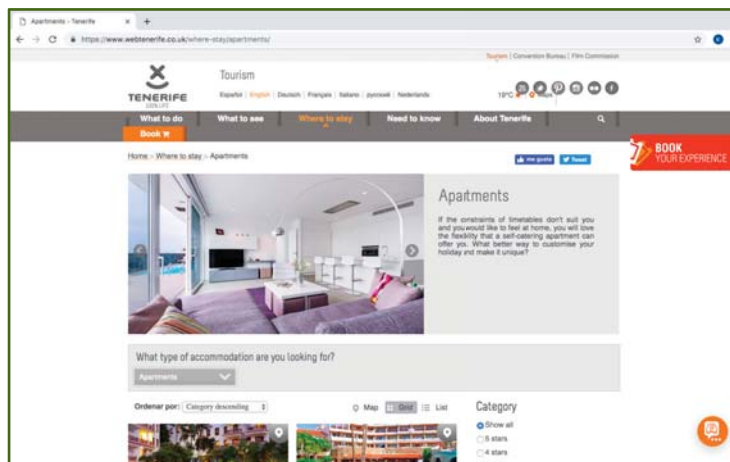 Apartments - Tenerife
https://www.webtenerife.co.uk/where-stay/apartments/
Tourism | Convention Bureau | Film Commission
TENERIFE
100% LIFE
Tourism
Español | English | Deutsch | Français | Italiano | русский | Nederlands
19°C
Maps
What to do
What to see
Where to stay
Need to know
About Tenerife
Book
BOOK
YOUR EXPERIENCE
Home > Where to stay > Apartments
me gusta
Tweet
Apartments
If the constraints of timetables don't suit you
and you would like to feel at home, you will love
the flexibility that a self-catering apartment can
offer you. What better way to customise your
holiday and make it unique?
What type of accommodation are you looking for?
Apartments
Ordenar por: Category descending
Map
Grid
List
Category
Show all
5 stars
4 stars